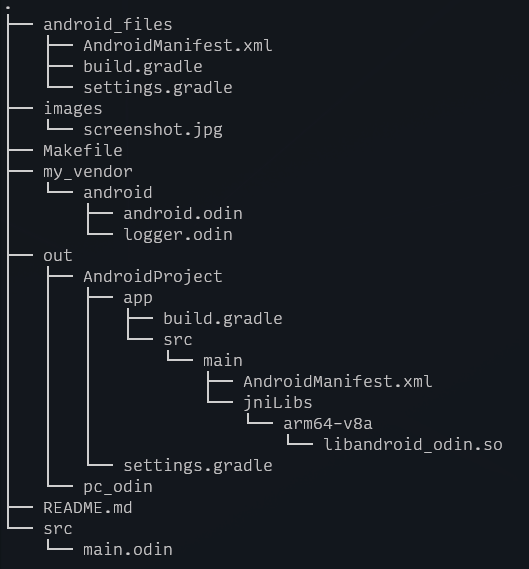 .
├── android_files
│   ├── AndroidManifest.xml
│   ├── build.gradle
│   └── settings.gradle
├── images
│   └── screenshot.jpg
├── Makefile
├── my_vendor
│   └── android
│       ├── android.odin
│       └── logger.odin
├── out
│   ├── AndroidProject
│   │   ├── app
│   │   │   ├── build.gradle
│   │   │   └── src
│   │   │       └── main
│   │   │           ├── AndroidManifest.xml
│   │   │           └── jniLibs
│   │   │               └── arm64-v8a
│   │   │                   └── libandroid_odin.so
│   │   └── settings.gradle
│   └── pc_odin
├── README.md
└── src
    └── main.odin